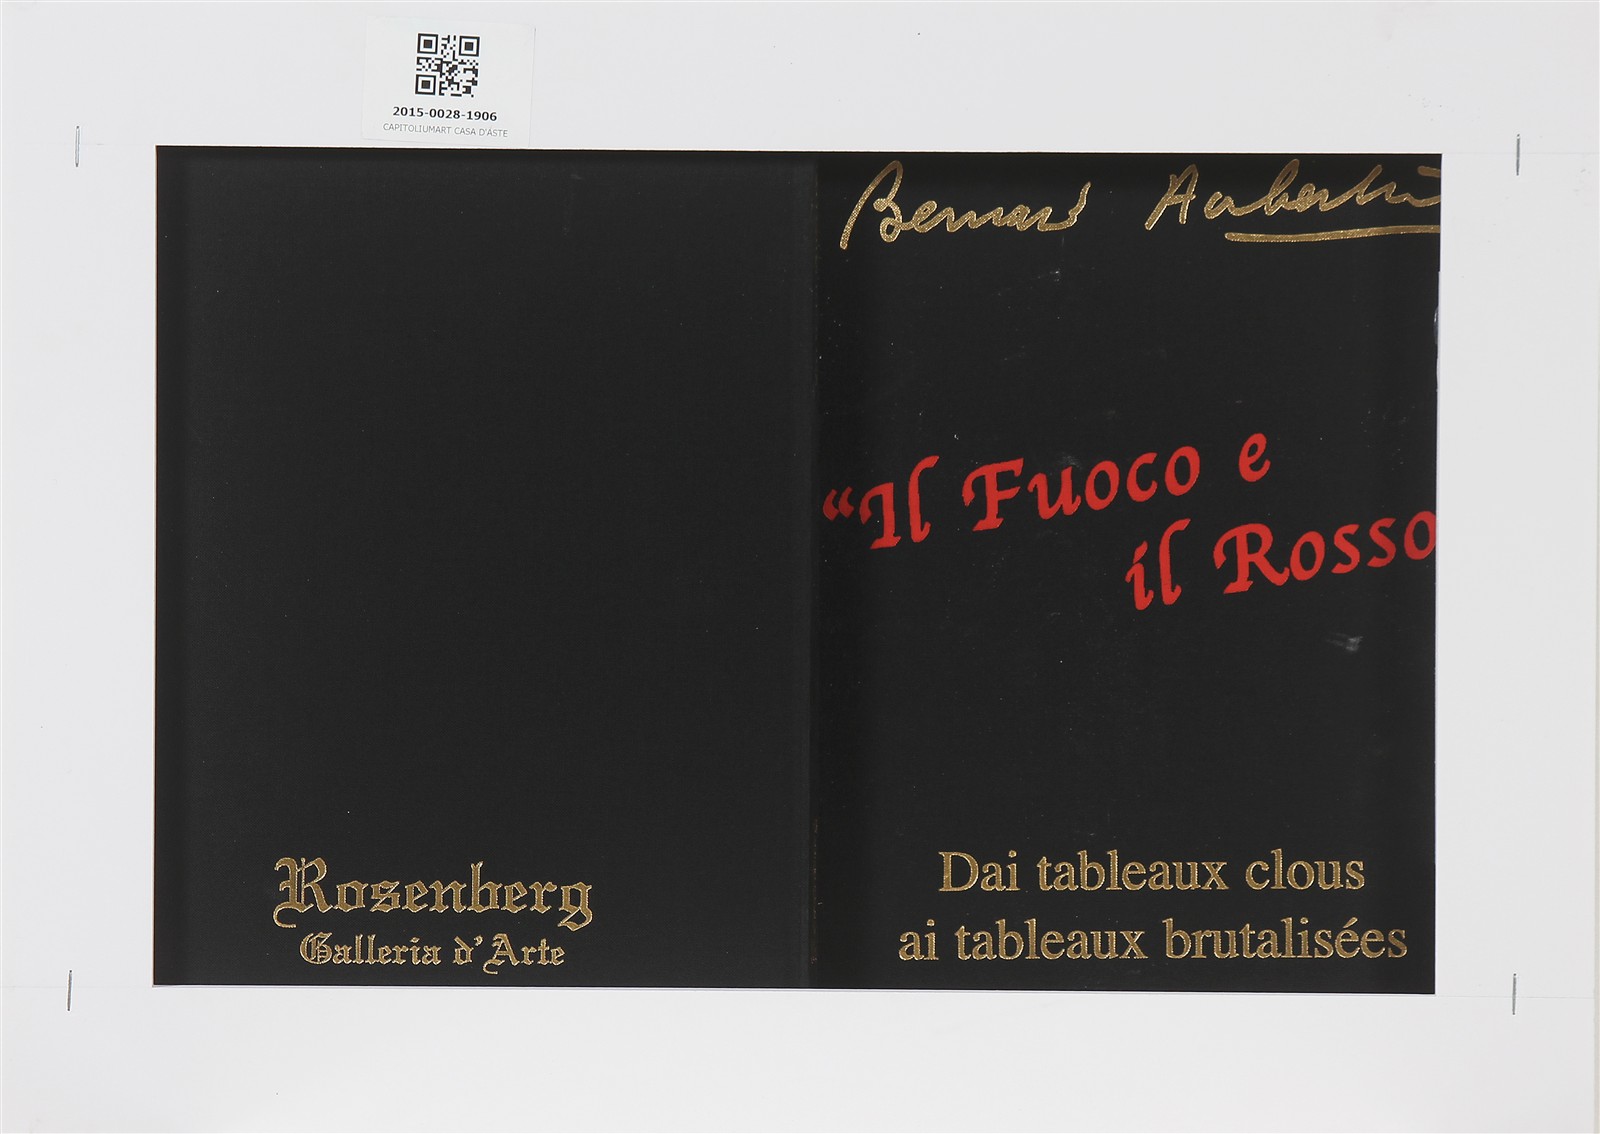 2015-0028-1906
CAPITOLIUMART CASA D'ASTE
Bernard Aubertin
“Il Fuoco e
il Rosso
Dai tableaux clous
ai tableaux brutalisées
Rosenberg
Galleria d'Arte